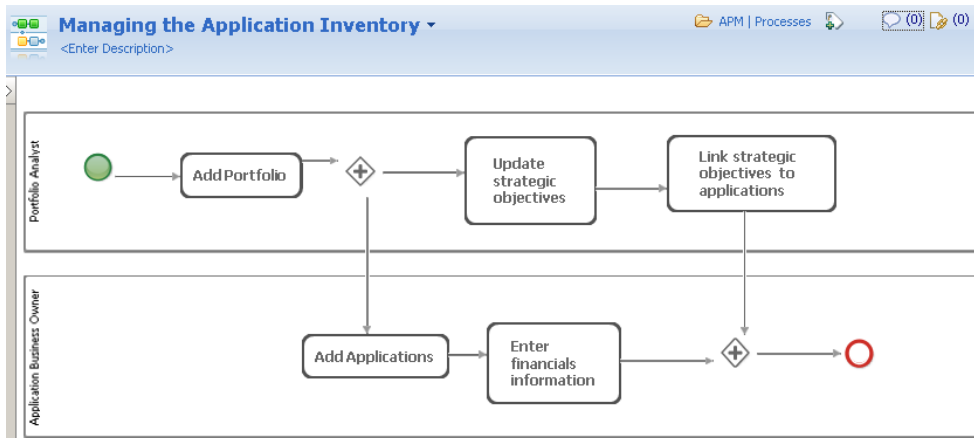 Managing the Application Inventory
APM | Processes
(0)
(0)
<Enter Description>
Portfolio Analyst
Add Portfolio
Update
strategic
objectives
Link strategic
objectives to
applications
Application Business Owner
Add Applications
Enter
financials
information